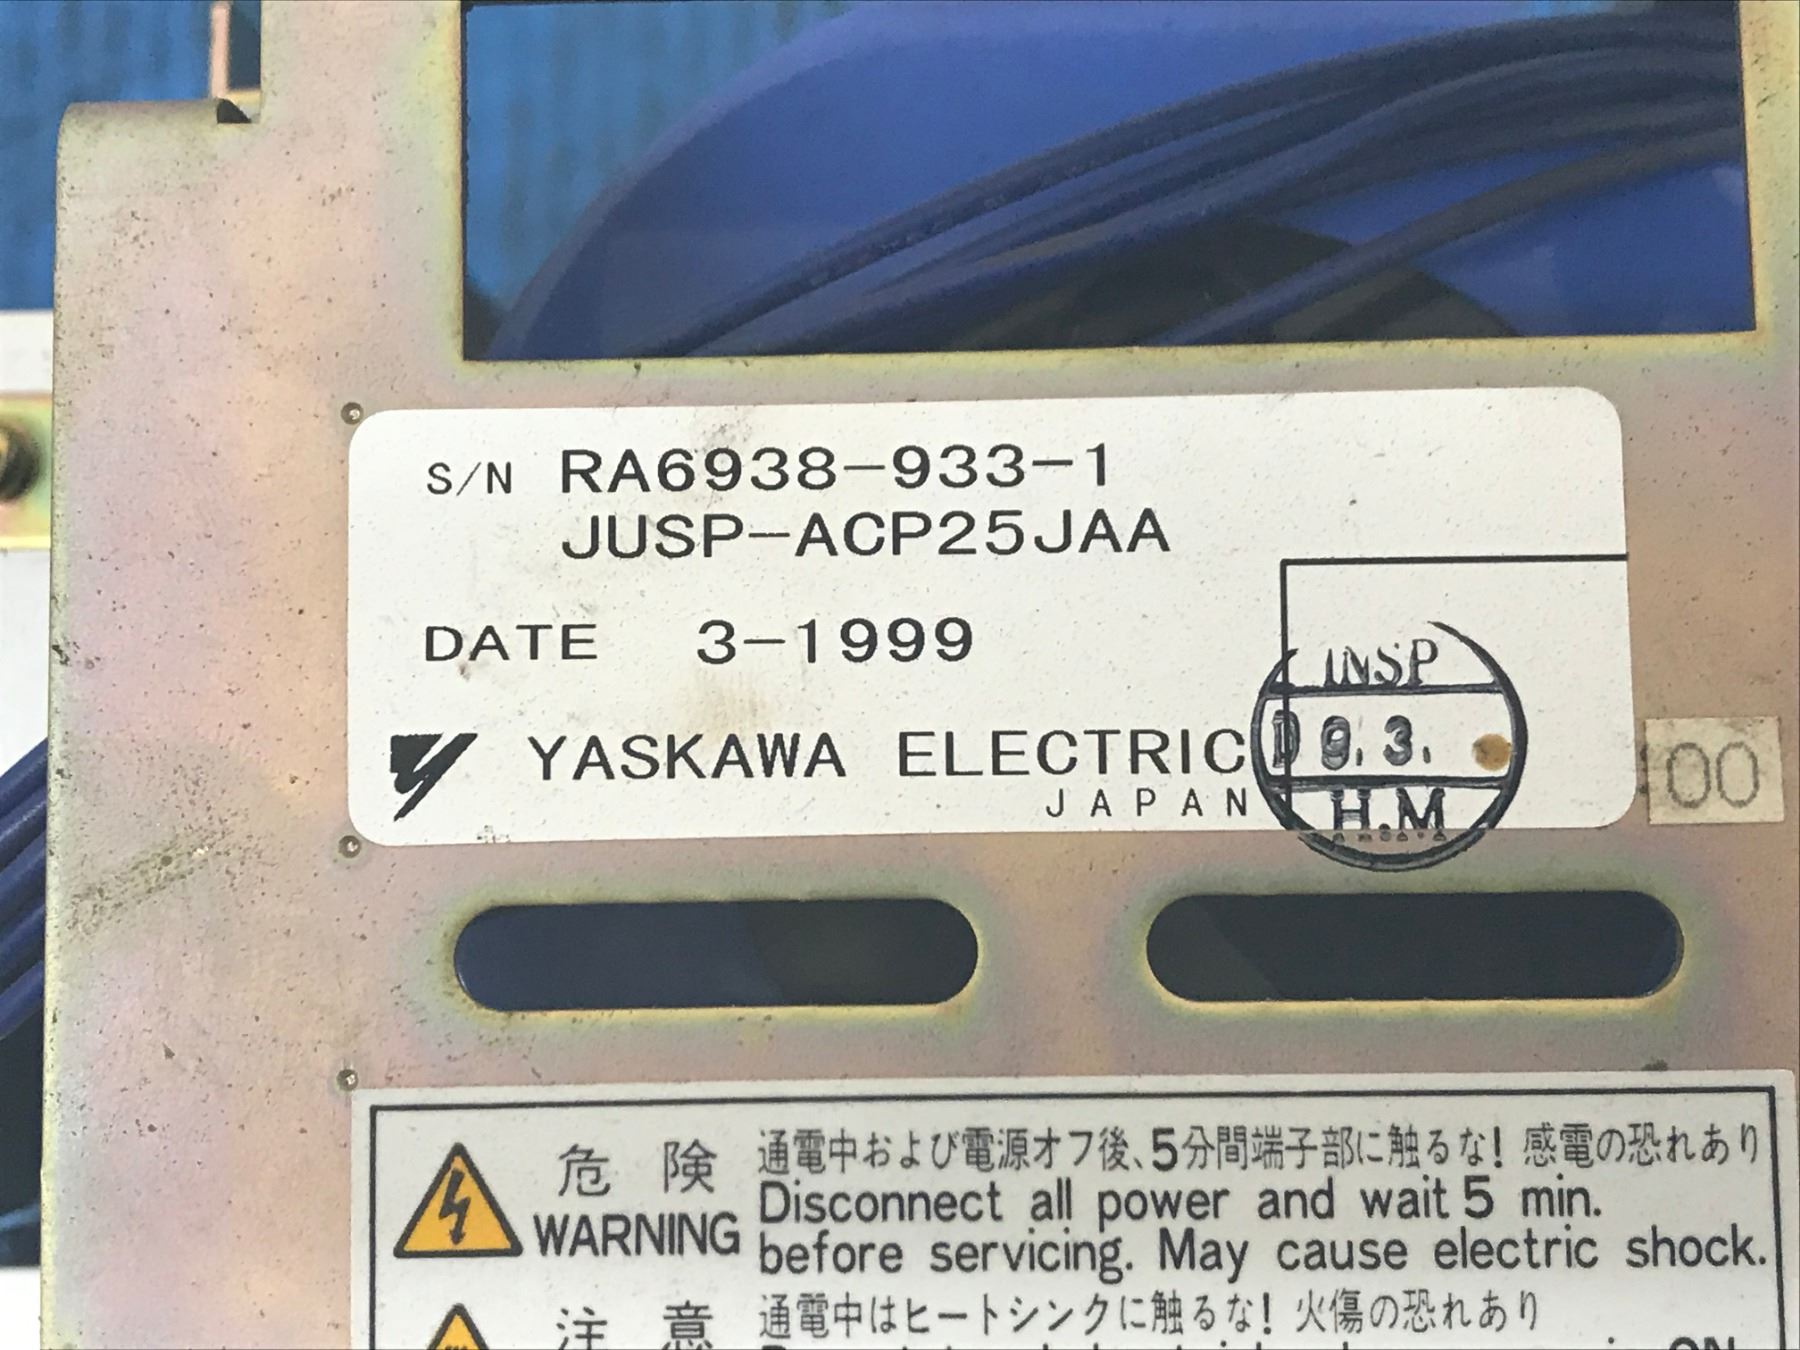 S/N RA6938-933-1
JUSP-ACP25JAA
DATE 3-1999
YASKAWA ELECTRIC
JAPAN
INSP
D 9.3.
H.M
00
危険 通電中および電源オフ後、5分間端子部に触るな! 感電の恐れあり
WARNING Disconnect all power and wait 5 min.
before servicing. May cause electric shock.
注意 通電中はヒートシンクに触るな! 火傷の恐れあり